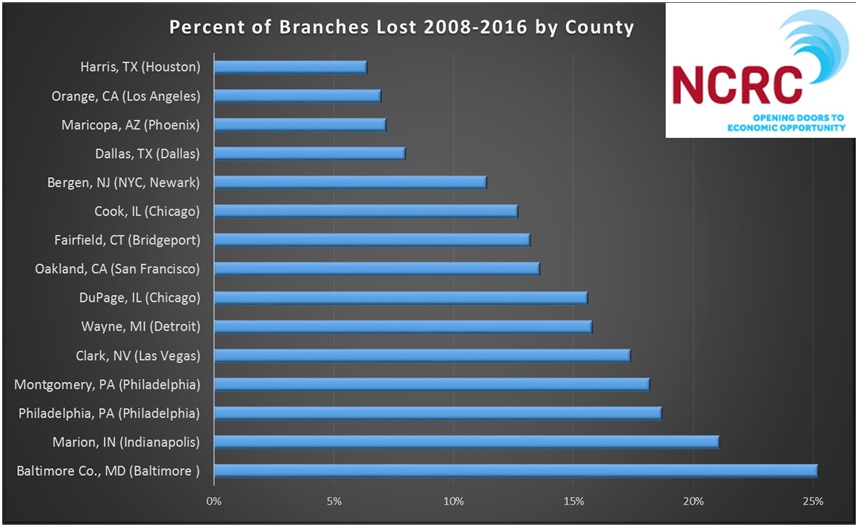 Percent of Branches Lost 2008-2016 by County
NCRC
OPENING DOORS TO
ECONOMIC OPPORTUNITY
Harris, TX (Houston)
Orange, CA (Los Angeles)
Maricopa, AZ (Phoenix)
Dallas, TX (Dallas)
Bergen, NJ (NYC, Newark)
Cook, IL (Chicago)
Fairfield, CT (Bridgeport)
Oakland, CA (San Francisco)
DuPage, IL (Chicago)
Wayne, MI (Detroit)
Clark, NV (Las Vegas)
Montgomery, PA (Philadelphia)
Philadelphia, PA (Philadelphia)
Marion, IN (Indianapolis)
Baltimore Co., MD (Baltimore )
0% 5% 10% 15% 20% 25%